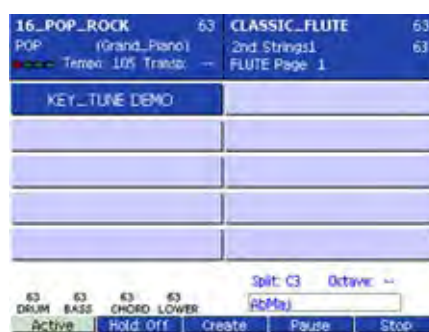 16_POP_ROCK 63
POP (Grand_Piano)
Tempo: 105 Transp: --
CLASSIC_FLUTE 63
2nd Strings1 63
FLUTE Page 1
KEY_TUNE DEMO
Split: C3 Octave: --
63 63 63 63
DRUM BASS CHORD LOWER
AbMaj
Active Hold Off Create Pause Stop